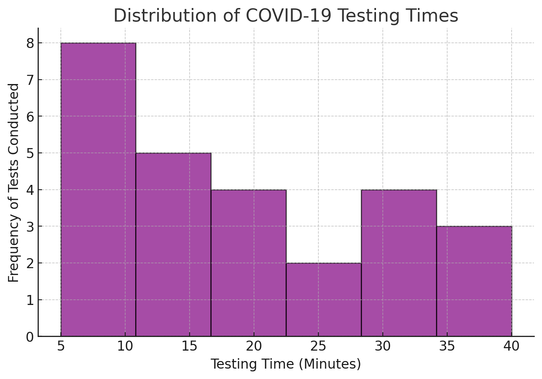 Distribution of COVID-19 Testing Times
Frequency of Tests Conducted
8
7
6
5
4
3
2
1
0
5 10 15 20 25 30 35 40
Testing Time (Minutes)